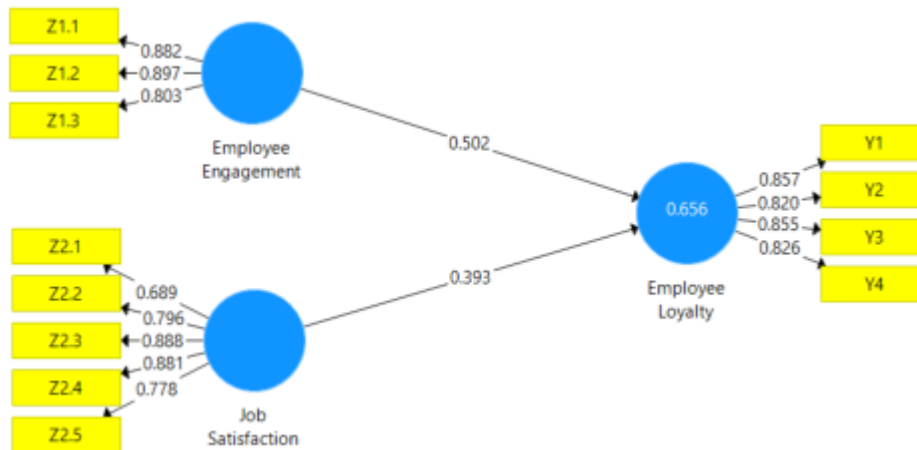 Z1.1
Z1.2
Z1.3
0.882
0.897
0.803
Employee
Engagement
0.502
Z2.1
Z2.2
Z2.3
Z2.4
Z2.5
0.689
0.796
0.888
0.881
0.778
Job
Satisfaction
0.393
0.656
Employee
Loyalty
0.857
0.820
0.855
0.826
Y1
Y2
Y3
Y4